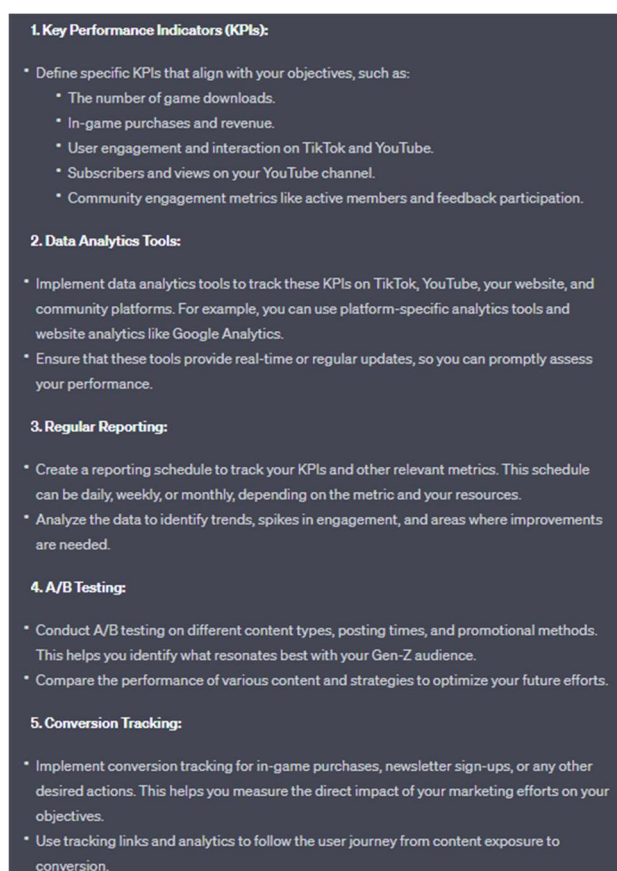 1. Key Performance Indicators (KPIs):
• Define specific KPIs that align with your objectives, such as:
• The number of game downloads.
• In-game purchases and revenue.
• User engagement and interaction on TikTok and YouTube.
• Subscribers and views on your YouTube channel.
• Community engagement metrics like active members and feedback participation.
2. Data Analytics Tools:
• Implement data analytics tools to track these KPIs on TikTok, YouTube, your website, and
community platforms. For example, you can use platform-specific analytics tools and
website analytics like Google Analytics.
• Ensure that these tools provide real-time or regular updates, so you can promptly assess
your performance.
3. Regular Reporting:
• Create a reporting schedule to track your KPIs and other relevant metrics. This schedule
can be daily, weekly, or monthly, depending on the metric and your resources.
• Analyze the data to identify trends, spikes in engagement, and areas where improvements
are needed.
4. A/B Testing:
• Conduct A/B testing on different content types, posting times, and promotional methods.
This helps you identify what resonates best with your Gen-Z audience.
• Compare the performance of various content and strategies to optimize your future efforts.
5. Conversion Tracking:
• Implement conversion tracking for in-game purchases, newsletter sign-ups, or any other
desired actions. This helps you measure the direct impact of your marketing efforts on your
objectives.
• Use tracking links and analytics to follow the user journey from content exposure to
conversion.